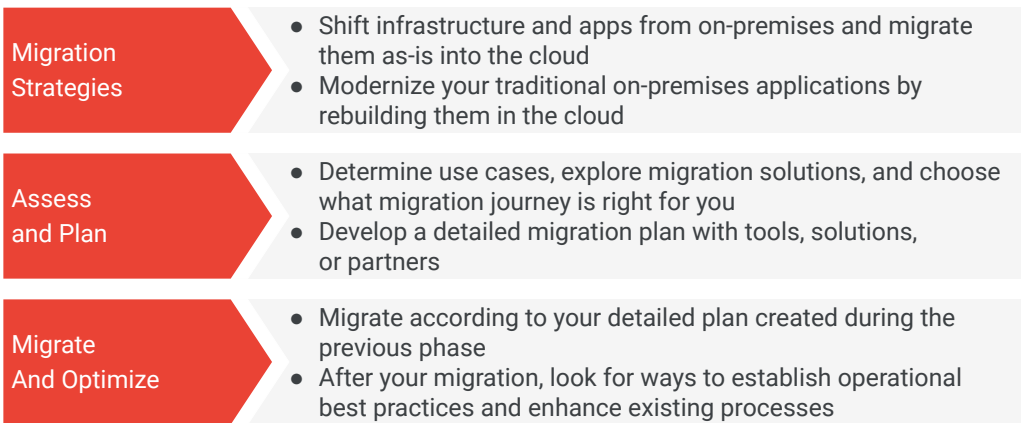 Migration
Strategies
● Shift infrastructure and apps from on-premises and migrate
them as-is into the cloud
● Modernize your traditional on-premises applications by
rebuilding them in the cloud
Assess
and Plan
● Determine use cases, explore migration solutions, and choose
what migration journey is right for you
● Develop a detailed migration plan with tools, solutions,
or partners
Migrate
And Optimize
● Migrate according to your detailed plan created during the
previous phase
● After your migration, look for ways to establish operational
best practices and enhance existing processes